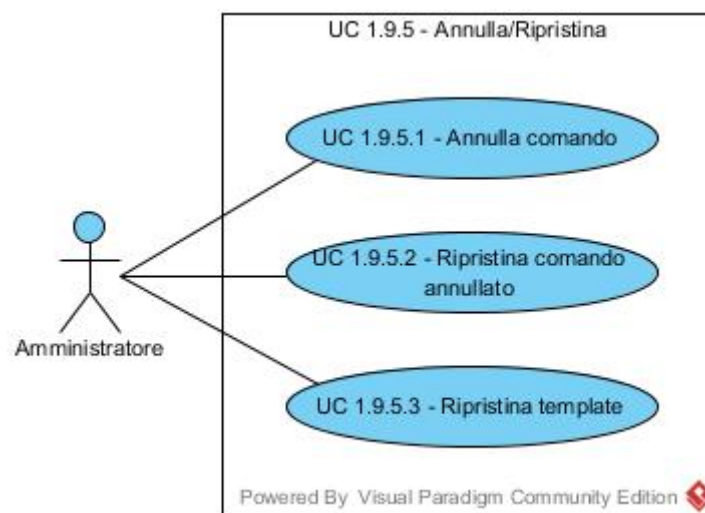 UC 1.9.5 - Annulla/Ripristina
UC 1.9.5.1 - Annulla comando
UC 1.9.5.2 - Ripristina comando
annullato
Amministratore
UC 1.9.5.3 - Ripristina template
Powered By Visual Paradigm Community Edition